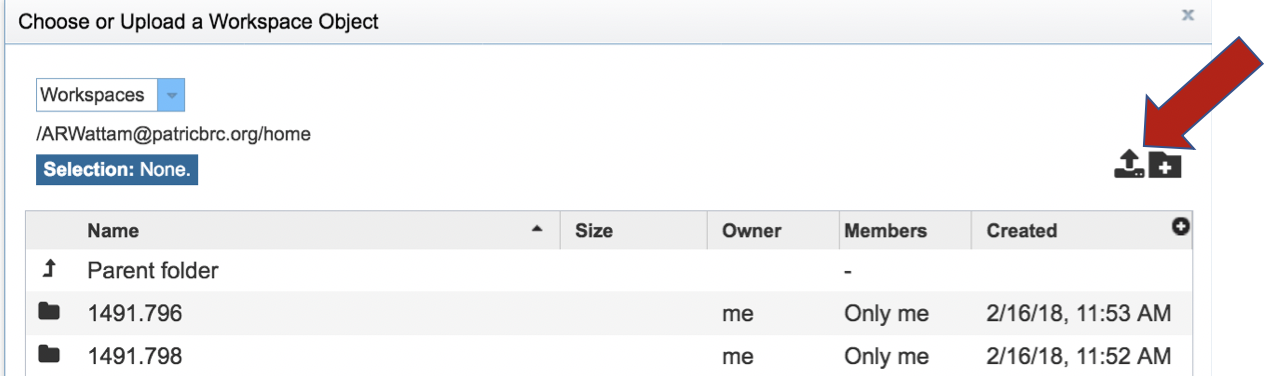 Choose or Upload a Workspace Object x
Workspaces
/ARWattam@patricbrc.org/home
Selection: None.
Name Size Owner Members Created
Parent folder -
1491.796 me Only me 2/16/18, 11:53 AM
1491.798 me Only me 2/16/18, 11:52 AM